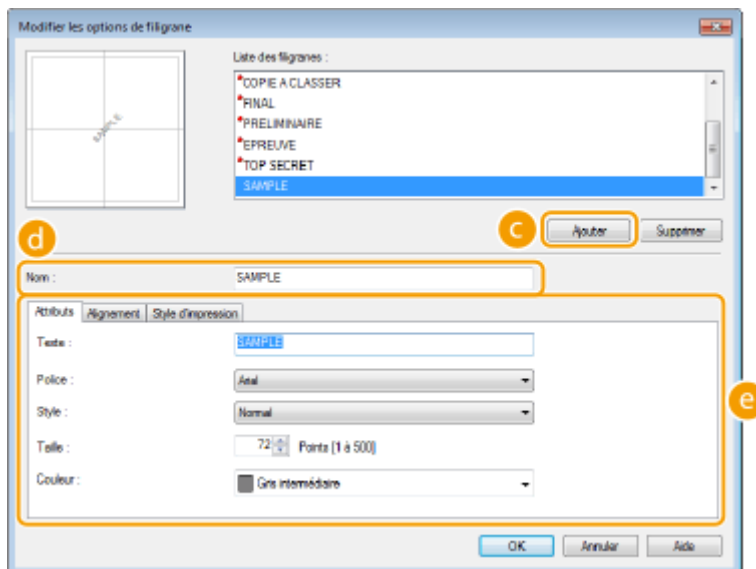 Modifier les options de filigrane
SAMPLE
Liste des filigranes :
*COPIE A CLASSER
*FINAL
*PRELIMINAIRE
*EPREUVE
*TOP SECRET
SAMPLE
d
c
Ajouter
Supprimer
Nom :
SAMPLE
Attributs
Alignement
Style d'impression
Texte :
SAMPLE
Police :
Arial
e
Style :
Normal
Taille :
72
Points (1 à 500)
Couleur :
Gris intermédiaire
OK
Annuler
Aide